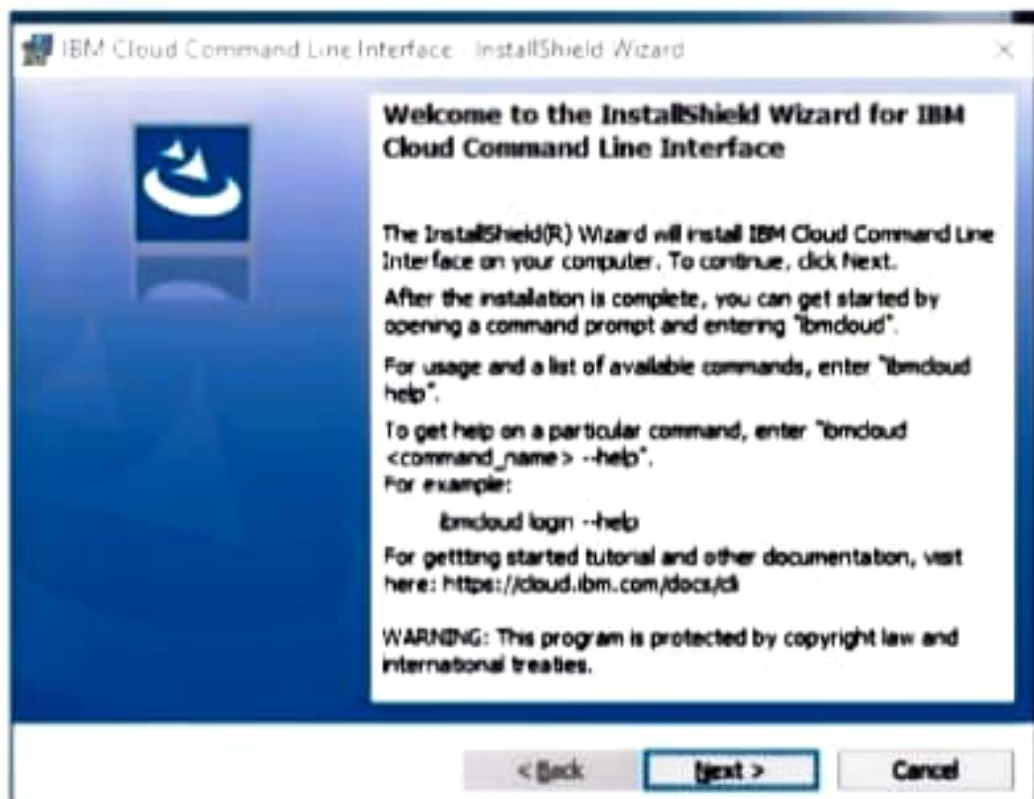 IBM Cloud Command Line Interface - InstallShield Wizard
Welcome to the InstallShield Wizard for IBM
Cloud Command Line Interface
The InstallShield(R) Wizard will install IBM Cloud Command Line
Interface on your computer. To continue, click Next.
After the installation is complete, you can get started by
opening a command prompt and entering "ibmcloud".
For usage and a list of available commands, enter "ibmcloud
help".
To get help on a particular command, enter "ibmcloud
<command_name> --help".
For example:
ibmcloud login --help
For gettting started tutorial and other documentation, visit
here: https://cloud.ibm.com/docs/cli
WARNING: This program is protected by copyright law and
international treaties.
< Back
Next >
Cancel